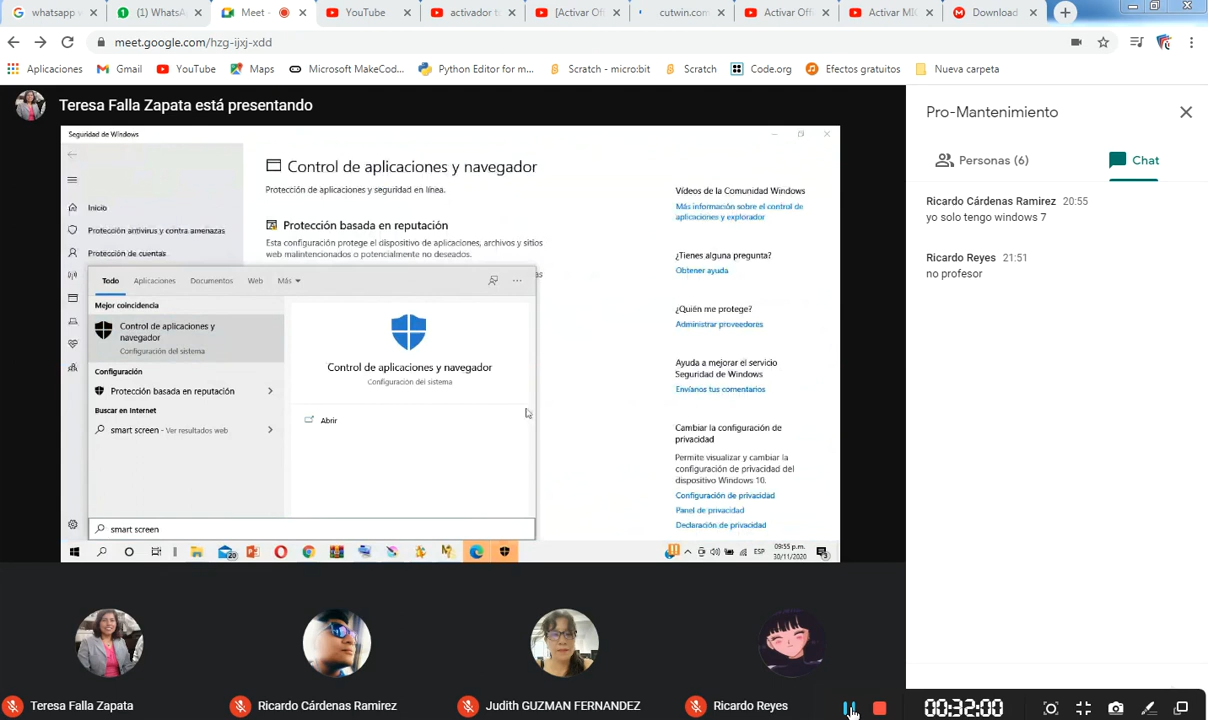 whatsapp
(1) WhatsA
Meet -
YouTube
activador t
[Activar Of
cutwin.com
Activar Off
Activar MIC
Download
meet.google.com/hzg-ijxj-xdd
Aplicaciones
Gmail
YouTube
Maps
Microsoft MakeCod...
Python Editor for m...
Scratch - micro:bit
Scratch
Code.org
Efectos gratuitos
Nueva carpeta
Teresa Falla Zapata está presentando
Seguridad de Windows
Inicio
Protección antivirus y contra amenazas
Protección de cuentas
Control de aplicaciones y navegador
Protección de aplicaciones y seguridad en línea.
Protección basada en reputación
Esta configuración protege el dispositivo de aplicaciones, archivos y sitios
web malintencionados o potencialmente no deseados.
Todo
Aplicaciones
Documentos
Web
Más
Mejor coincidencia
Control de aplicaciones y
navegador
Configuración del sistema
Configuración
Protección basada en reputación
Buscar en Internet
smart screen - Ver resultados web
Control de aplicaciones y navegador
Configuración del sistema
Abrir
smart screen
Vídeos de la Comunidad Windows
Más información sobre el control de
aplicaciones y explorador
¿Tienes alguna pregunta?
Obtener ayuda
¿Quién me protege?
Administrar proveedores
Ayuda a mejorar el servicio
Seguridad de Windows
Envíanos tus comentarios
Cambiar la configuración de
privacidad
Permite visualizar y cambiar la
configuración de privacidad del
dispositivo Windows 10.
Configuración de privacidad
Panel de privacidad
Declaración de privacidad
20
ESP
09:55 p.m.
30/11/2020
3
Teresa Falla Zapata
Ricardo Cárdenas Ramirez
Judith GUZMAN FERNANDEZ
Ricardo Reyes
Pro-Mantenimiento
Personas (6)
Chat
Ricardo Cárdenas Ramirez 20:55
yo solo tengo windows 7
Ricardo Reyes 21:51
no profesor
00:32:00